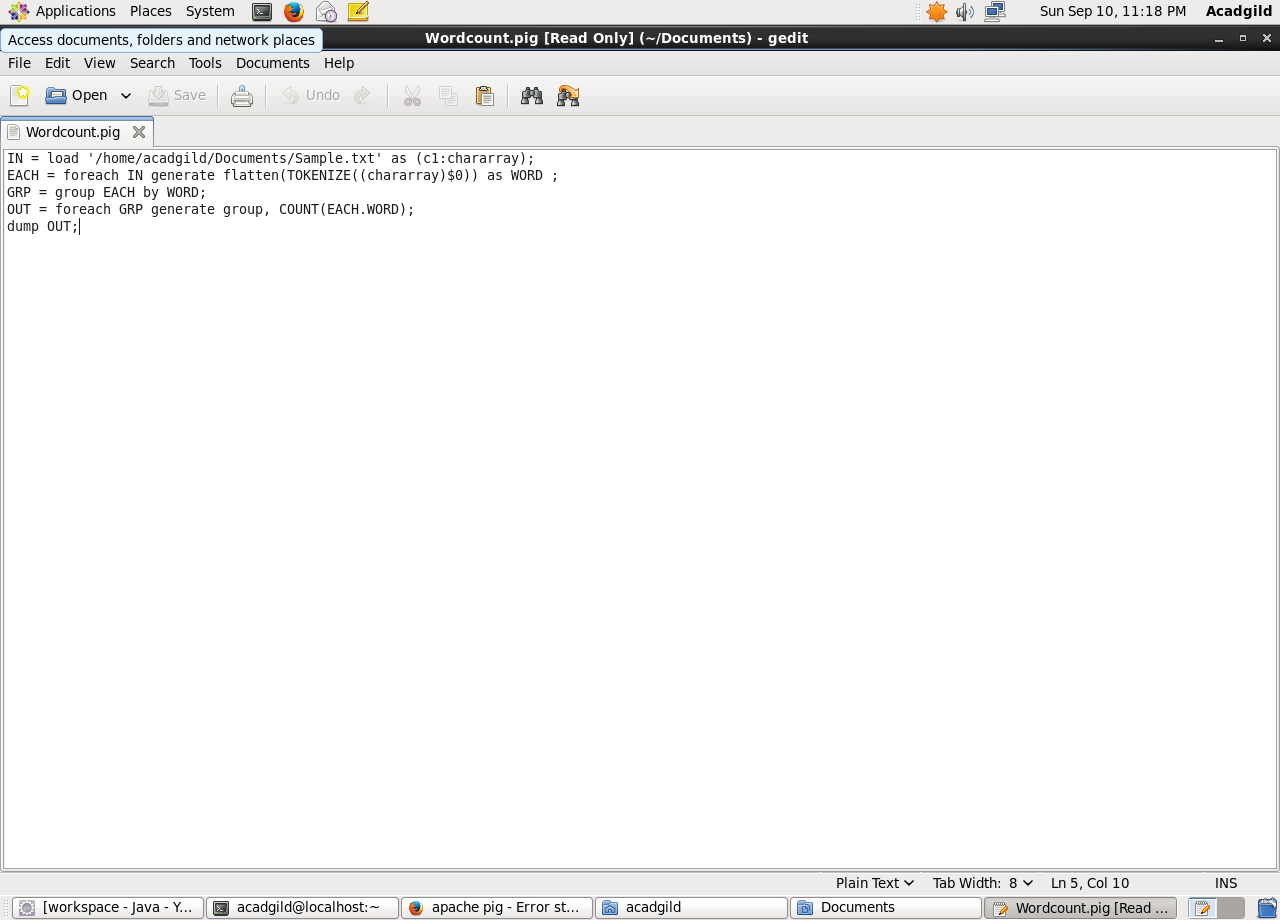 Applications Places System Sun Sep 10, 11:18 PM Acadgild
Access documents, folders and network places Wordcount.pig [Read Only] (~/Documents) - gedit
File Edit View Search Tools Documents Help
Open Save Undo
Wordcount.pig
IN = load '/home/acadgild/Documents/Sample.txt' as (c1:chararray);
EACH = foreach IN generate flatten(TOKENIZE((chararray)$0)) as WORD ;
GRP = group EACH by WORD;
OUT = foreach GRP generate group, COUNT(EACH.WORD);
dump OUT;
Plain Text Tab Width: 8 Ln 5, Col 10 INS
[workspace - Java - Y... acadgild@localhost:~ apache pig - Error st... acadgild Documents Wordcount.pig [Read ...